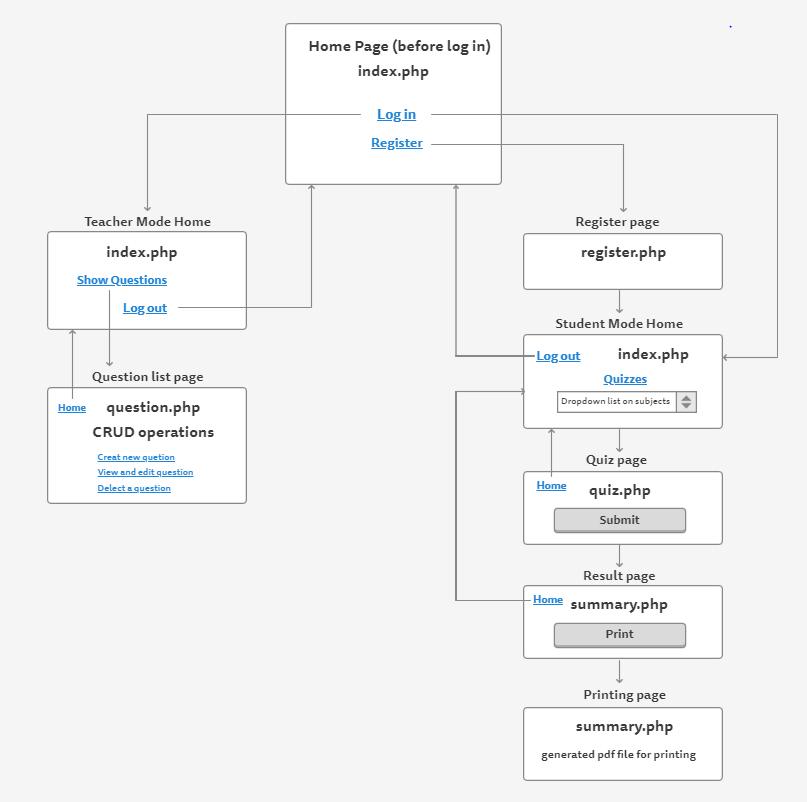 Home Page (before log in)
index.php
Log in
Register
Teacher Mode Home
index.php
Show Questions
Log out
Question list page
Home
question.php
CRUD operations
Creat new quetion
View and edit question
Delect a question
Register page
register.php
Student Mode Home
Log out
index.php
Quizzes
Dropdown list on subjects
Quiz page
Home
quiz.php
Submit
Result page
Home
summary.php
Print
Printing page
summary.php
generated pdf file for printing